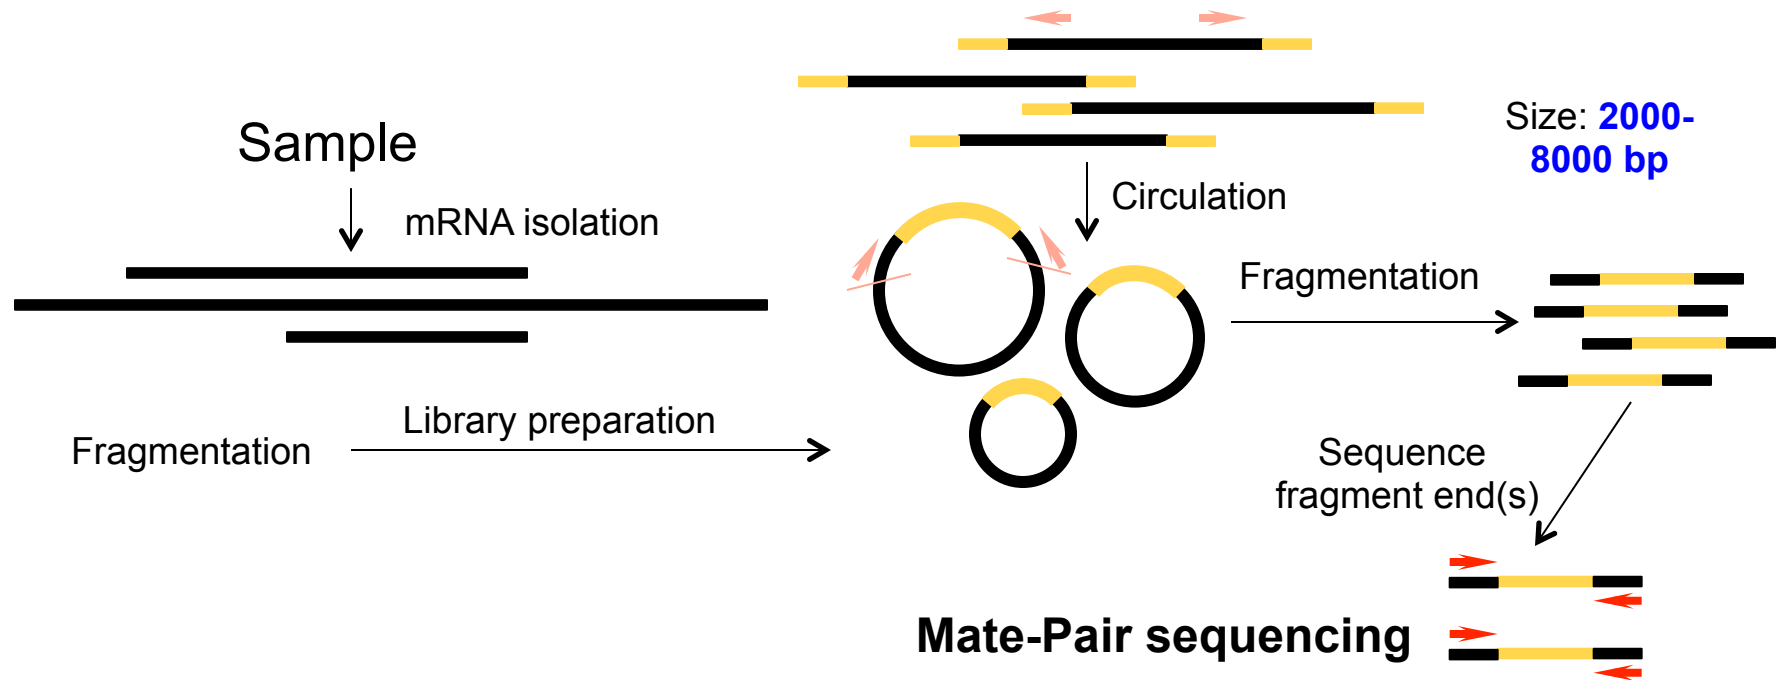 Sample
mRNA isolation
Fragmentation
Library preparation
Size: 2000-
8000 bp
Circulation
Fragmentation
Sequence
fragment end(s)
Mate-Pair sequencing